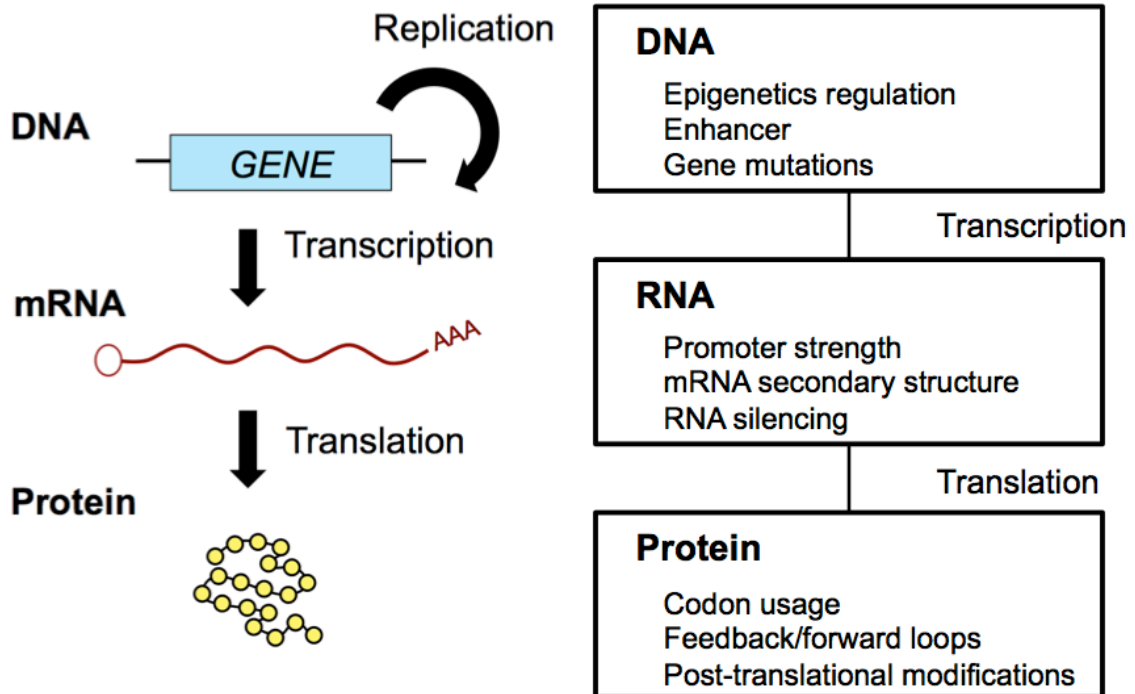 Replication
DNA
GENE
Transcription
mRNA
AAA
Translation
Protein
DNA
Epigenetics regulation
Enhancer
Gene mutations
Transcription
RNA
Promoter strength
mRNA secondary structure
RNA silencing
Translation
Protein
Codon usage
Feedback/forward loops
Post-translational modifications